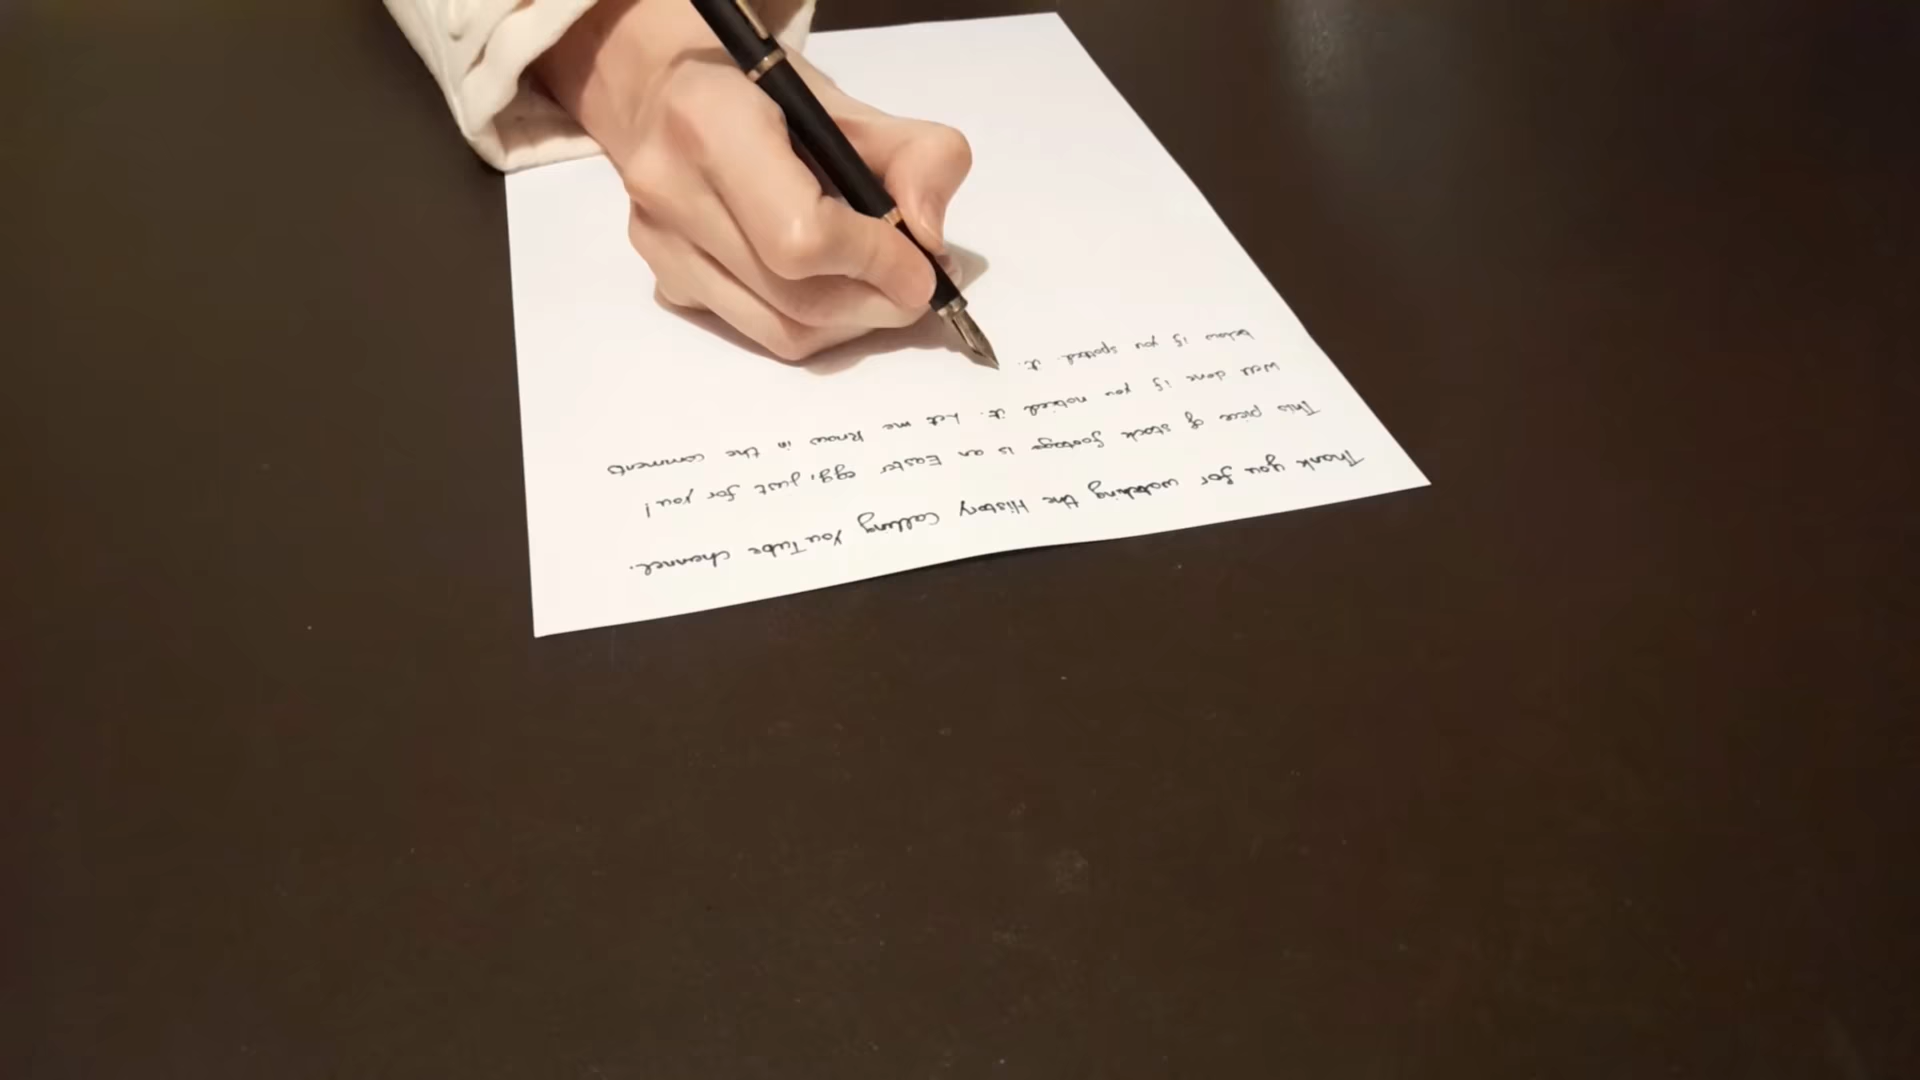 Thank you for watching the History Calling YouTube channel.
This piece of stock footage is an Easter egg, just for you!
Well done if you noticed it. Let me know in the comments
below if you spotted it.